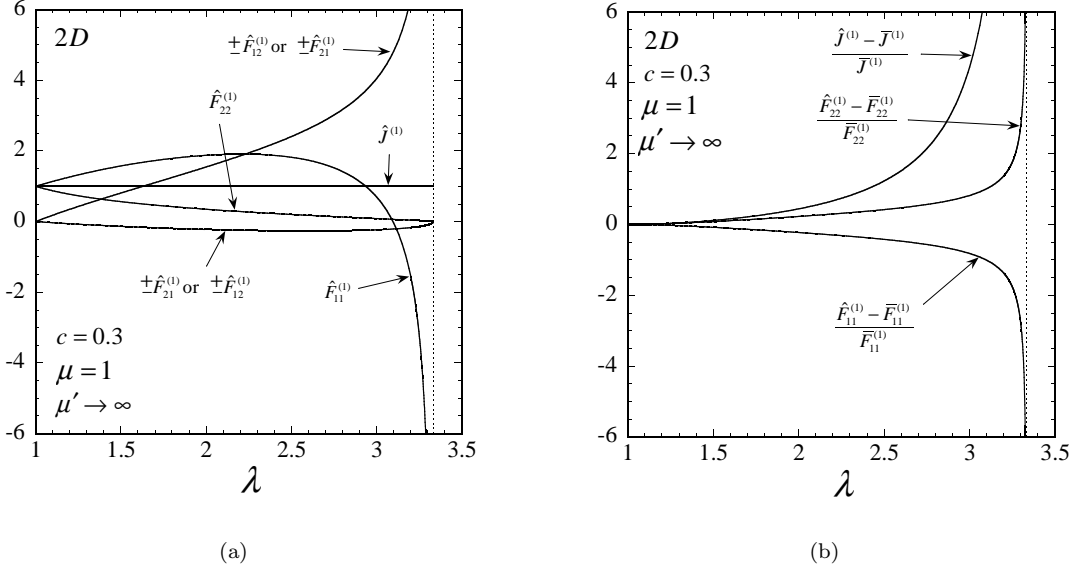 2D
±F̂₁₂⁽¹⁾ or ±F̂₂₁⁽¹⁾
F̂₂₂⁽¹⁾
Ĵ⁽¹⁾
±F̂₂₁⁽¹⁾ or ±F̂₁₂⁽¹⁾
F̂₁₁⁽¹⁾
c = 0.3
μ = 1
μ′ → ∞
6
4
2
0
-2
-4
-6
1
1.5
2
2.5
3
3.5
λ
(a)
2D
c = 0.3
μ = 1
μ′ → ∞
Ĵ⁽¹⁾ − J̅⁽¹⁾
J̅⁽¹⁾
F̂₂₂⁽¹⁾ − F̅₂₂⁽¹⁾
F̅₂₂⁽¹⁾
F̂₁₁⁽¹⁾ − F̅₁₁⁽¹⁾
F̅₁₁⁽¹⁾
6
4
2
0
-2
-4
-6
1
1.5
2
2.5
3
3.5
λ
(b)